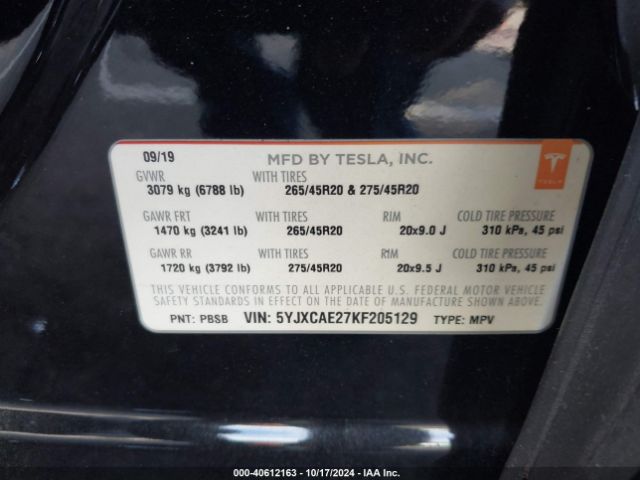 09/19 MFD BY TESLA, INC.
GVWR WITH TIRES
3079 kg (6788 lb) 265/45R20 & 275/45R20
GAWR FRT WITH TIRES RIM COLD TIRE PRESSURE
1470 kg (3241 lb) 265/45R20 20x9.0 J 310 kPa, 45 psi
GAWR RR WITH TIRES RIM COLD TIRE PRESSURE
1720 kg (3792 lb) 275/45R20 20x9.5 J 310 kPa, 45 psi
THIS VEHICLE CONFORMS TO ALL APPLICABLE U.S. FEDERAL MOTOR VEHICLE
SAFETY STANDARDS IN EFFECT ON THE DATE OF MANUFACTURE SHOWN ABOVE.
PNT: PBSB VIN: 5YJXCAE27KF205129 TYPE: MPV
TESLA
000-40612163 - 10/17/2024 - IAA Inc.